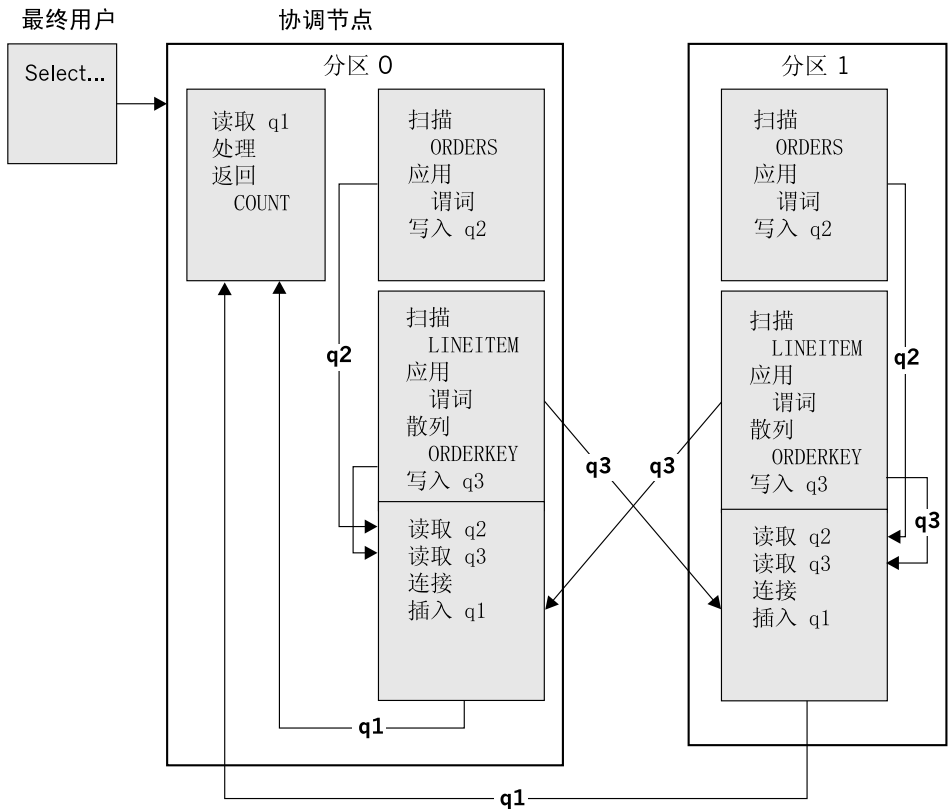 最终用户
Select...
协调节点
分区 0
读取 q1
处理
返回
COUNT
扫描
ORDERS
应用
谓词
写入 q2
q2
扫描
LINEITEM
应用
谓词
散列
ORDERKEY
写入 q3
读取 q2
读取 q3
连接
插入 q1
q1
q3
q3
分区 1
扫描
ORDERS
应用
谓词
写入 q2
q2
扫描
LINEITEM
应用
谓词
散列
ORDERKEY
写入 q3
q3
读取 q2
读取 q3
连接
插入 q1
q1